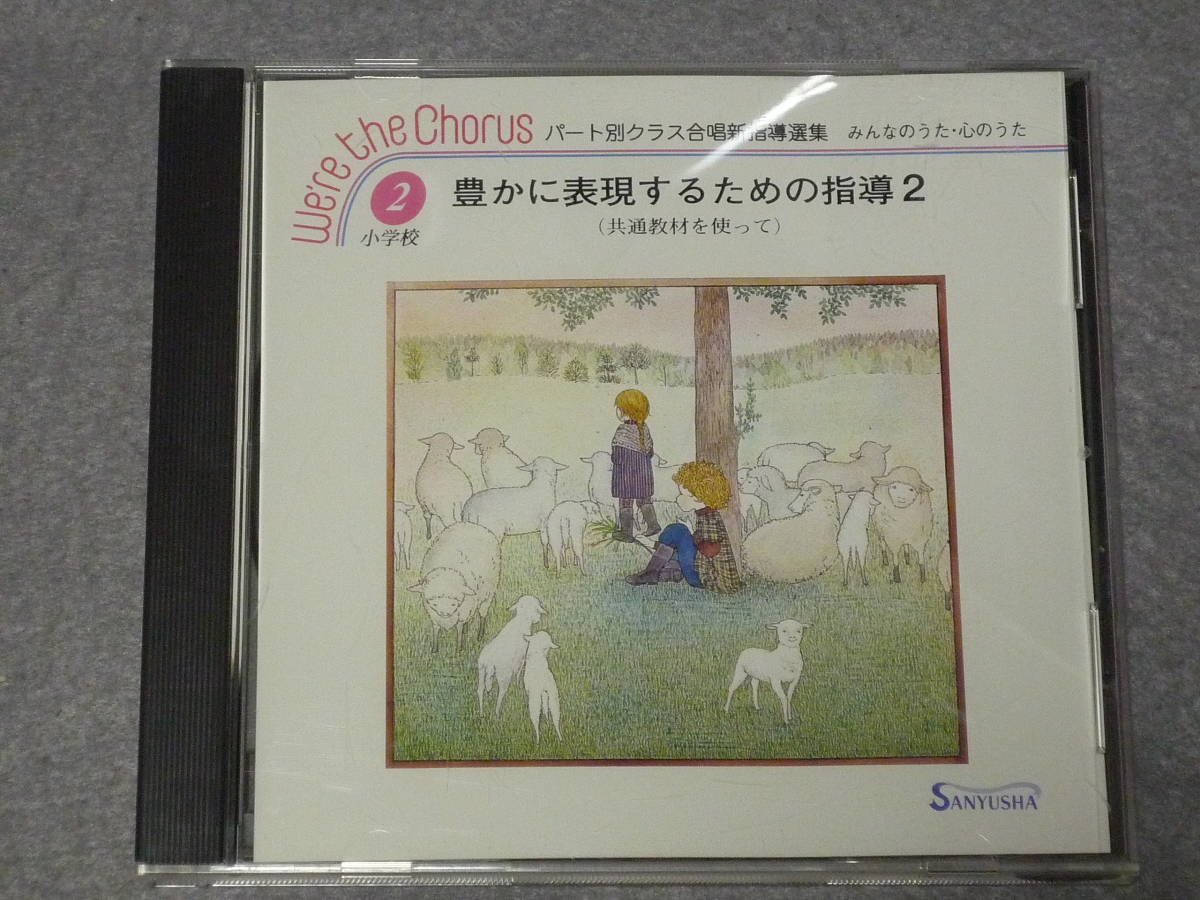 We're the Chorus パート別クラス合唱新指導選集 みんなのうた・心のうた
2 豊かに表現するための指導2
小学校 (共通教材を使って)
SANYUSHA